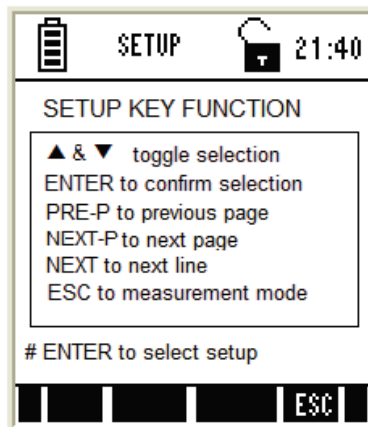 SETUP 21:40
SETUP KEY FUNCTION
▲ & ▼ toggle selection
ENTER to confirm selection
PRE-P to previous page
NEXT-P to next page
NEXT to next line
ESC to measurement mode
# ENTER to select setup
ESC